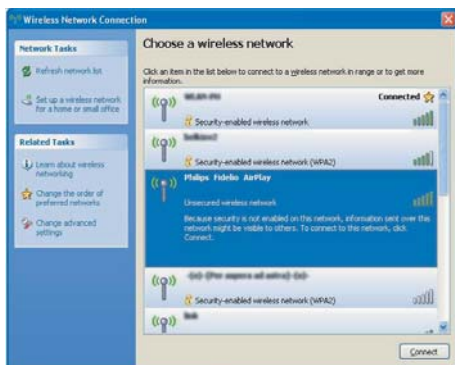 Wireless Network Connection
Network Tasks
Refresh network list
Set up a wireless network
for a home or small office
Related Tasks
Learn about wireless
networking
Change the order of
preferred networks
Change advanced
settings
Choose a wireless network
Click an item in the list below to connect to a wireless network in range or to get more
information.
Connected
Security-enabled wireless network
Security-enabled wireless network (WPA2)
Philips Fidelio AirPlay
Unsecured wireless network
Because security is not enabled on this network, information sent over this
network might be visible to others. To connect to this network, click
Connect.
Security-enabled wireless network (WPA2)
Connect